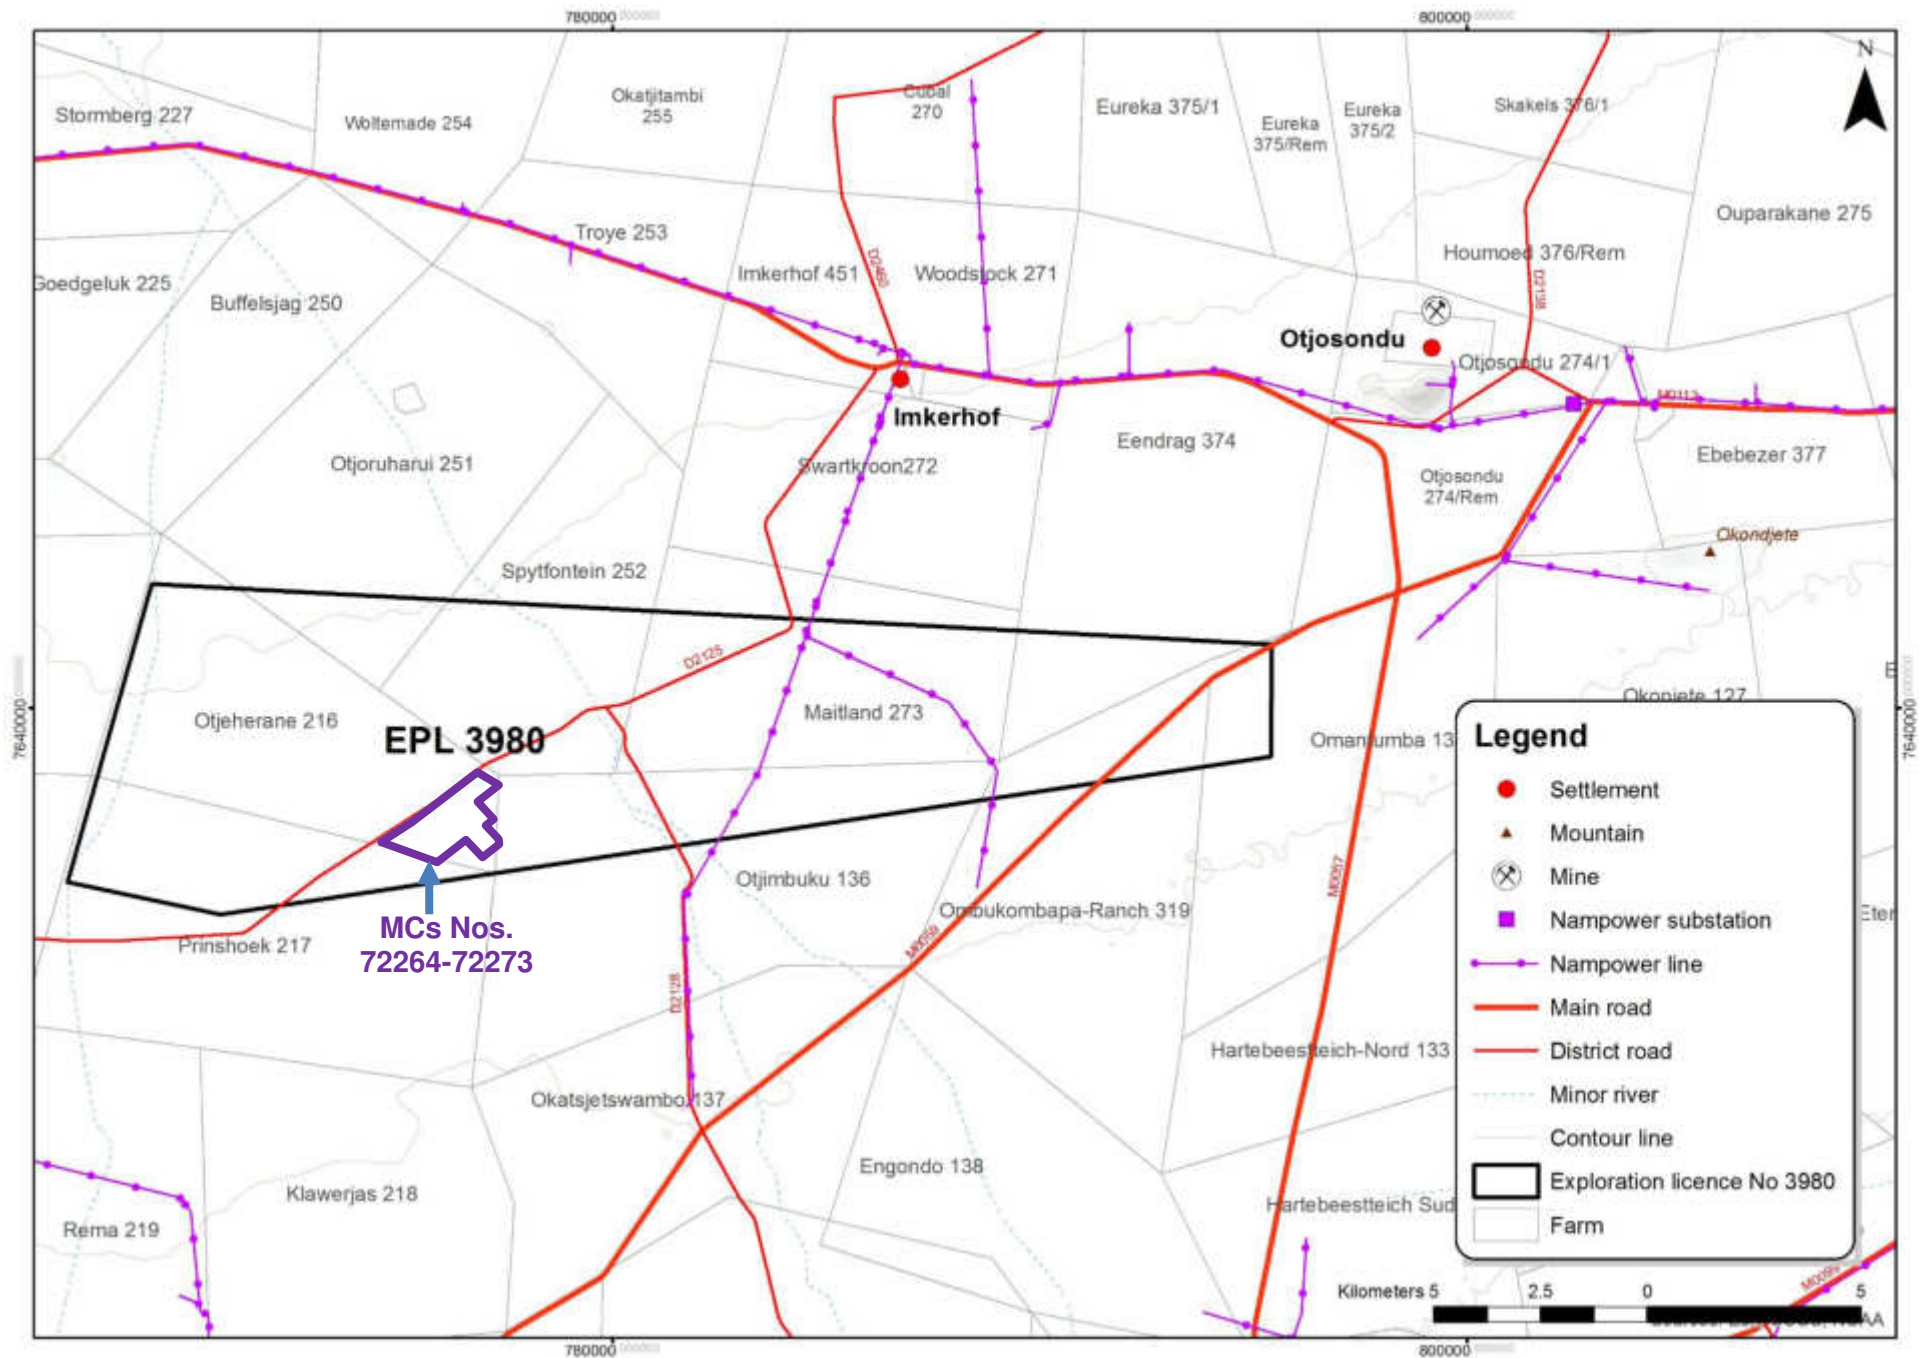 780000
800000
N
Stormberg 227
Woltemade 254
Okatjitambi
255
Cubal
270
Eureka 375/1
Eureka
375/Rem
Eureka
375/2
Skakels 376/1
Ouparakane 275
Troye 253
Houmoed 376/Rem
Goedgeluk 225
Buffelsjag 250
Imkerhof 451
D2460
Woodstock 271
D2138
Otjosondu
Otjosondu 274/1
M0112
Imkerhof
Eendrag 374
Otjoruharui 251
Swartkroon272
Otjosondu
274/Rem
Ebebezer 377
Okondjete
Spytfontein 252
D2125
Otjeherane 216
EPL 3980
Maitland 273
Omantumba 13
Okonjete 127
7640000
7640000
Otjimbuku 136
M0057
Ombukombapa-Ranch 319
M0059
Prinshoek 217
MCs Nos.
72264-72273
D2128
Hartebeestteich-Nord 133
Okatsjetswambo 137
Engondo 138
Klawerjas 218
Rema 219
Hartebeestteich Sud
Legend
Settlement
Mountain
Mine
Nampower substation
Nampower line
Main road
District road
Minor river
Contour line
Exploration licence No 3980
Farm
Kilometers 5 2.5 0 5
780000
800000